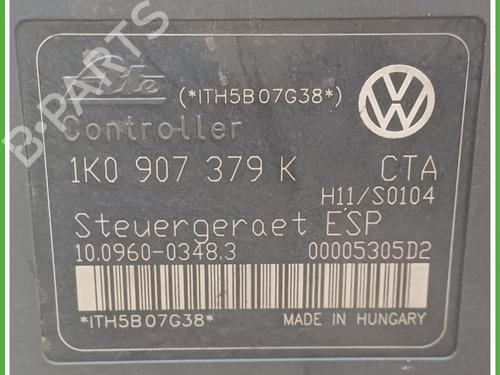 Ate
(*ITH5B07G38*)
Controller
1K0 907 379 K CTA
H11/S0104
Steuergeraet ESP
10.0960-0348.3 00005305D2
*ITH5B07G38* MADE IN HUNGARY
B-PARTS